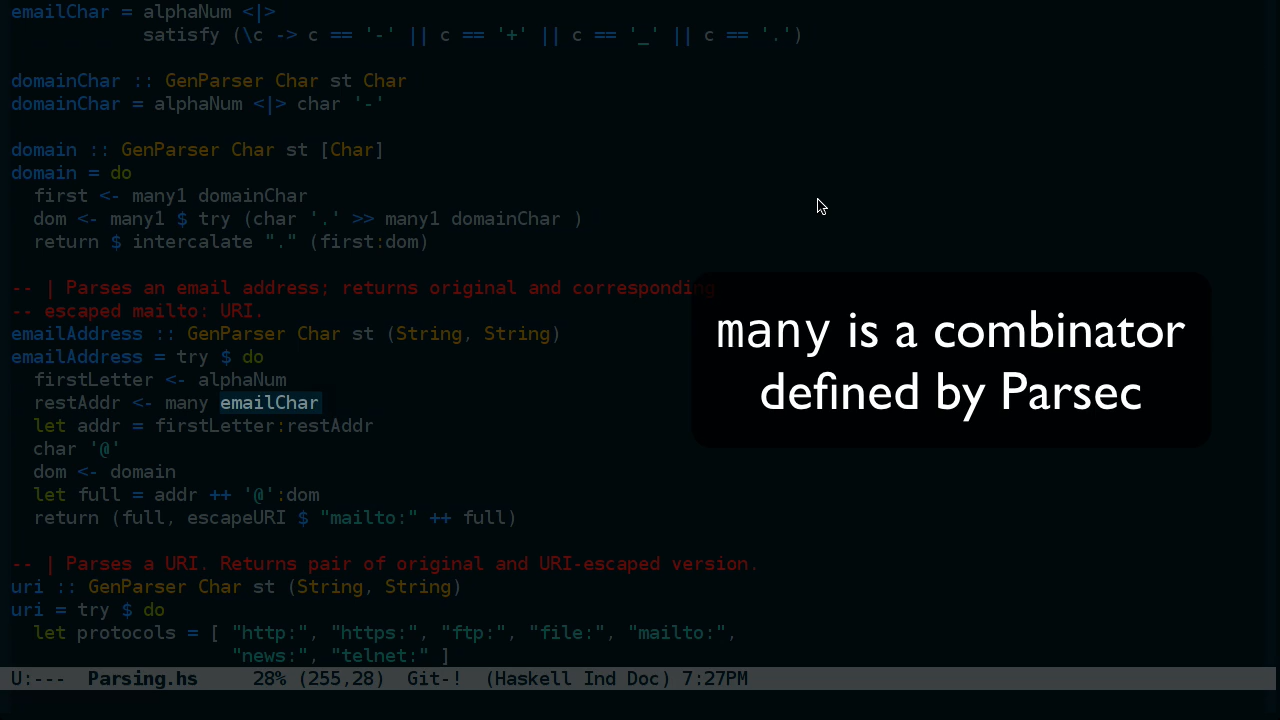 emailChar = alphaNum <|>
            satisfy (\c -> c == '-' || c == '+' || c == '_' || c == '.')
domainChar :: GenParser Char st Char
domainChar = alphaNum <|> char '-'
domain :: GenParser Char st [Char]
domain = do
  first <- many1 domainChar
  dom <- many1 $ try (char '.' >> many1 domainChar )
  return $ intercalate "." (first:dom)
-- | Parses an email address; returns original and corresponding
-- escaped mailto: URI.
emailAddress :: GenParser Char st (String, String)
emailAddress = try $ do
  firstLetter <- alphaNum
  restAddr <- many emailChar
  let addr = firstLetter:restAddr
  char '@'
  dom <- domain
  let full = addr ++ '@':dom
  return (full, escapeURI $ "mailto:" ++ full)
-- | Parses a URI. Returns pair of original and URI-escaped version.
uri :: GenParser Char st (String, String)
uri = try $ do
  let protocols = [ "http:", "https:", "ftp:", "file:", "mailto:",
                    "news:", "telnet:" ]
U:---  Parsing.hs     28% (255,28)  Git-!  (Haskell Ind Doc) 7:27PM
many is a combinator
defined by Parsec